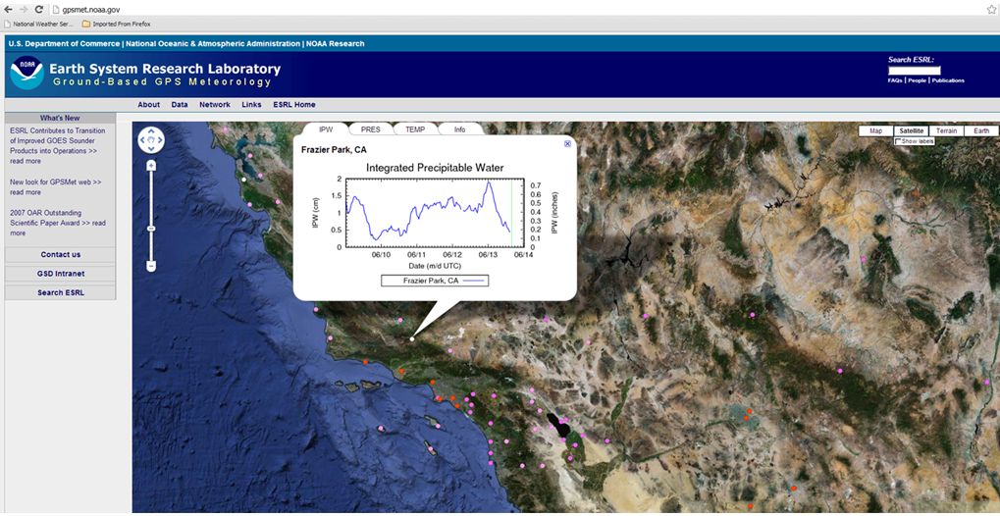 gpsmet.noaa.gov
National Weather Ser...
Imported From Firefox
U.S. Department of Commerce | National Oceanic & Atmospheric Administration | NOAA Research
NOAA
Earth System Research Laboratory
Ground-Based GPS Meteorology
Search ESRL:
FAQs | People | Publications
About Data Network Links ESRL Home
What's New
ESRL Contributes to Transition
of Improved GOES Sounder
Products into Operations >>
read more
New look for GPSMet web >>
read more
2007 OAR Outstanding
Scientific Paper Award >> read
more
Contact us
GSD Intranet
Search ESRL
IPW PRES TEMP Info
Map Satellite Terrain Earth
Show labels
Frazier Park, CA
Integrated Precipitable Water
IPW (cm)
2
1.5
1
0.5
0
0.7
0.6
0.5
0.4
0.3
0.2
0.1
0
IPW (inches)
06/10 06/11 06/12 06/13 06/14
Date (m/d UTC)
Frazier Park, CA